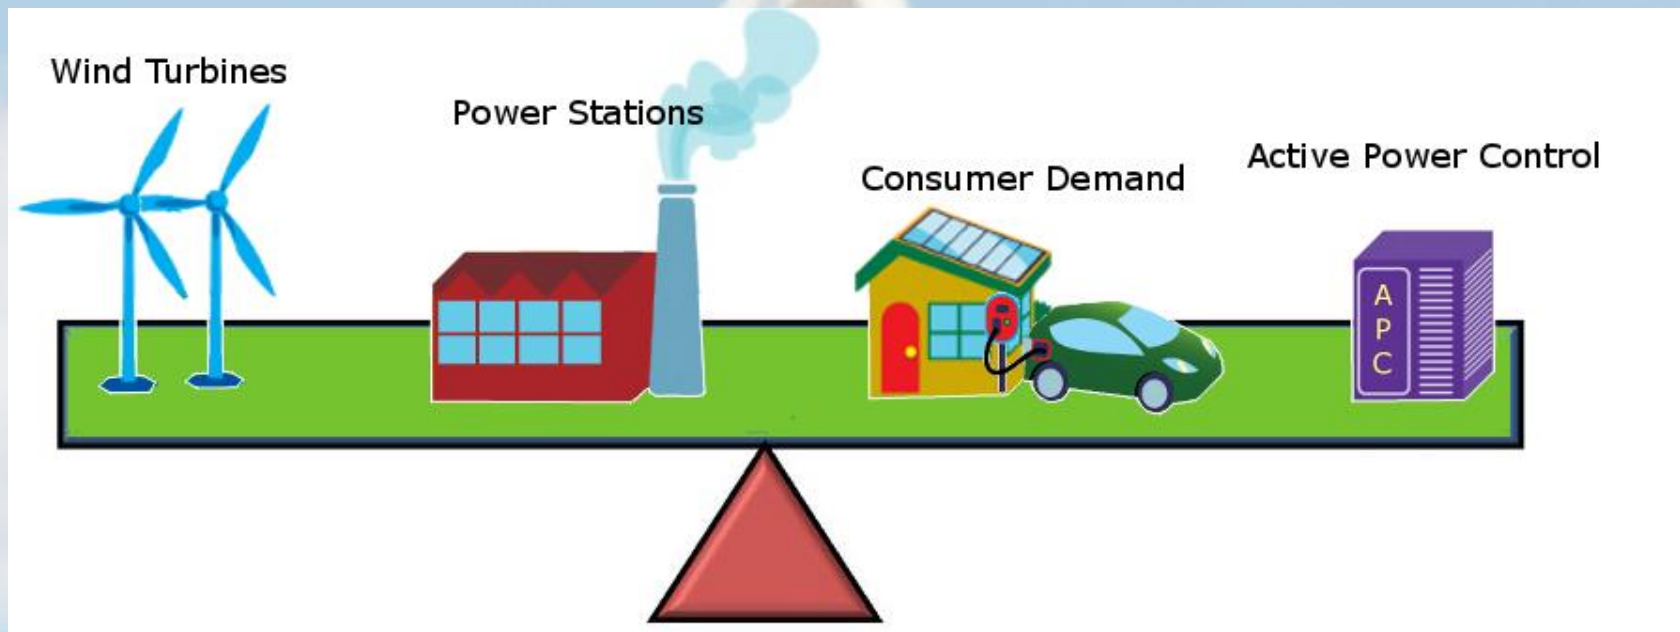 Wind Turbines
Power Stations
Consumer Demand
Active Power Control
A
P
C